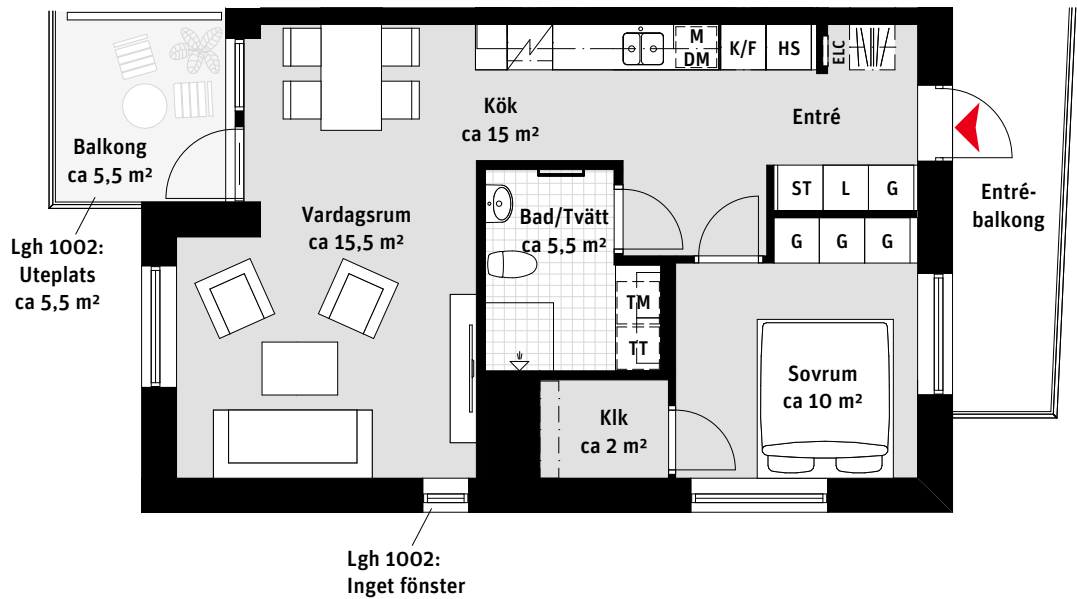 M
DM
K/F
HS
ELC
Kök
ca 15 m²
Entré
Balkong
ca 5,5 m²
ST
L
G
Entré-
balkong
Vardagsrum
ca 15,5 m²
Bad/Tvätt
ca 5,5 m²
G
G
G
Lgh 1002:
Uteplats
ca 5,5 m²
TM
TT
Sovrum
ca 10 m²
Klk
ca 2 m²
Lgh 1002:
Inget fönster